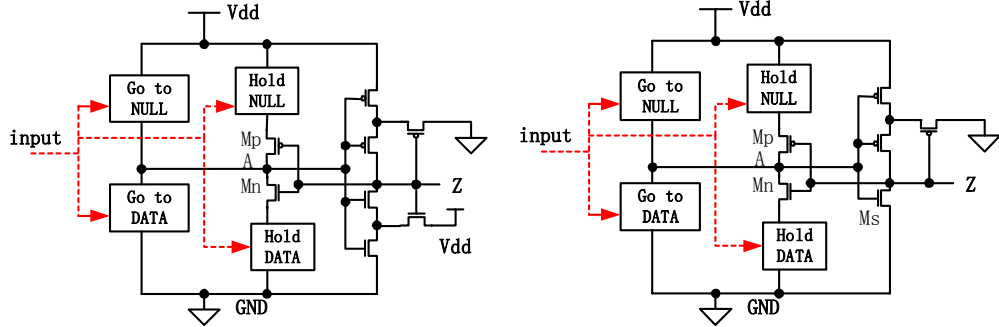 Vdd
Go to
NULL
Hold
NULL
input
Mp
A
Mn
Z
Go to
DATA
Hold
DATA
Vdd
GND
Vdd
Go to
NULL
Hold
NULL
input
Mp
A
Mn
Z
Go to
DATA
Ms
Hold
DATA
GND